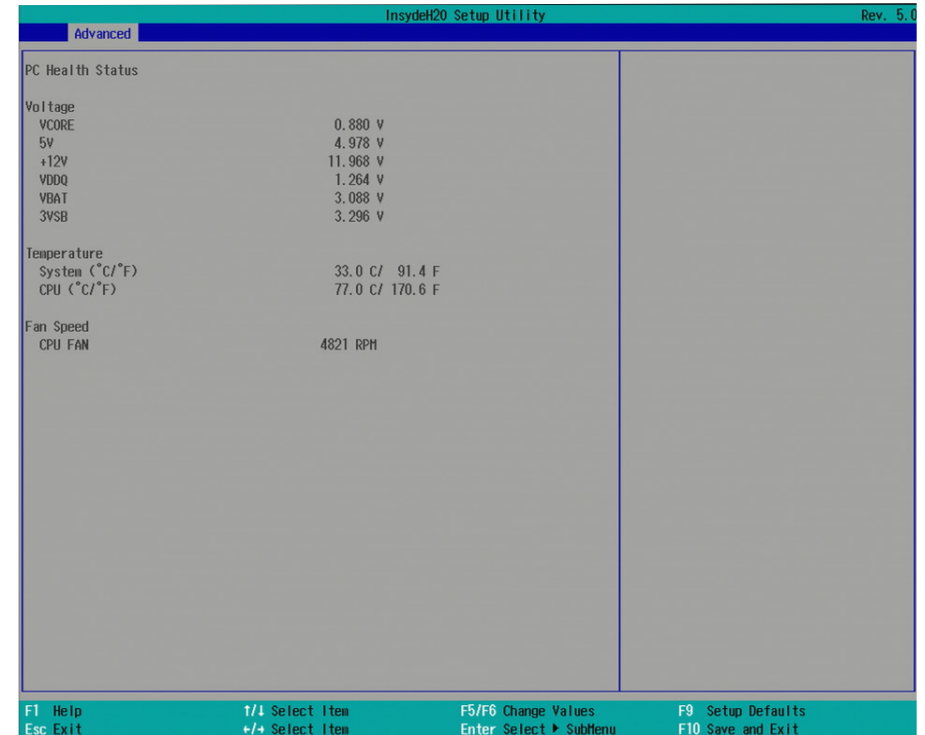 InsydeH20 Setup Utility Rev. 5.0
Advanced
PC Health Status
Voltage
VCORE 0.880 V
5V 4.978 V
+12V 11.968 V
VDDQ 1.264 V
VBAT 3.088 V
3VSB 3.296 V
Temperature
System (°C/°F) 33.0 C/ 91.4 F
CPU (°C/°F) 77.0 C/ 170.6 F
Fan Speed
CPU FAN 4821 RPM
F1 Help ↑/↓ Select Item F5/F6 Change Values F9 Setup Defaults
Esc Exit ←/→ Select Item Enter Select ▶ SubMenu F10 Save and Exit